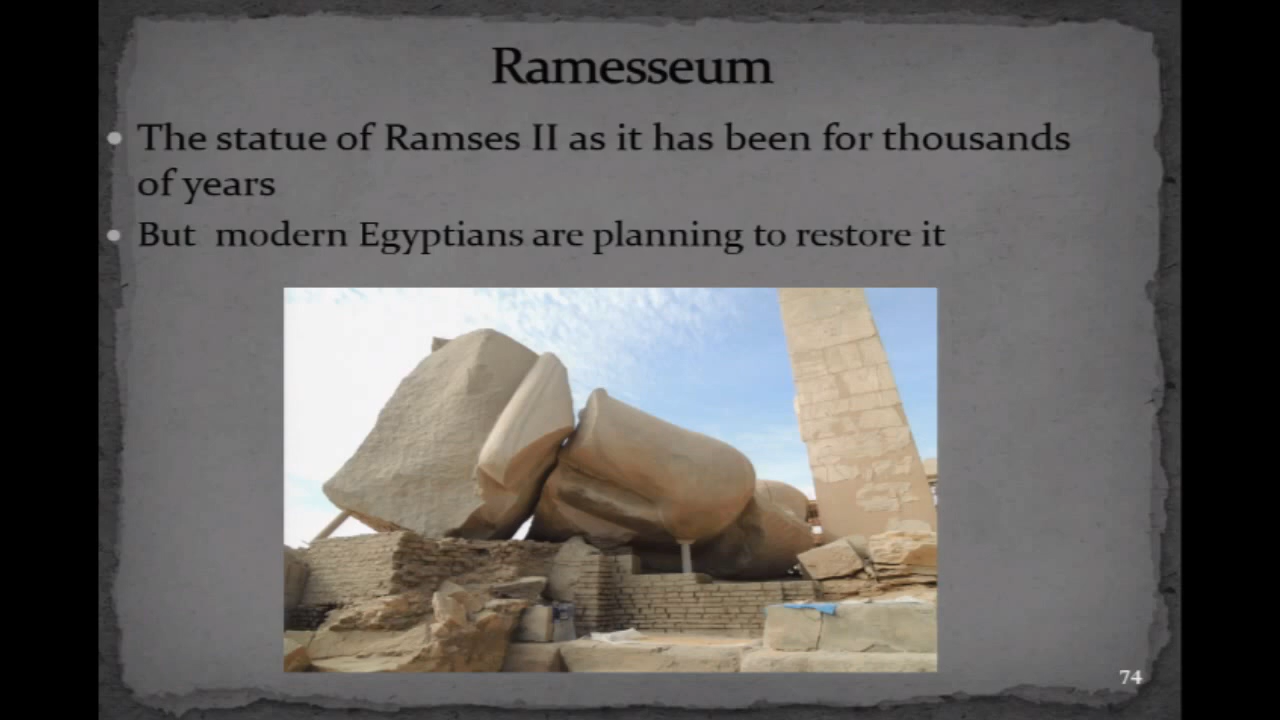 Ramesseum
• The statue of Ramses II as it has been for thousands
of years
• But modern Egyptians are planning to restore it
74